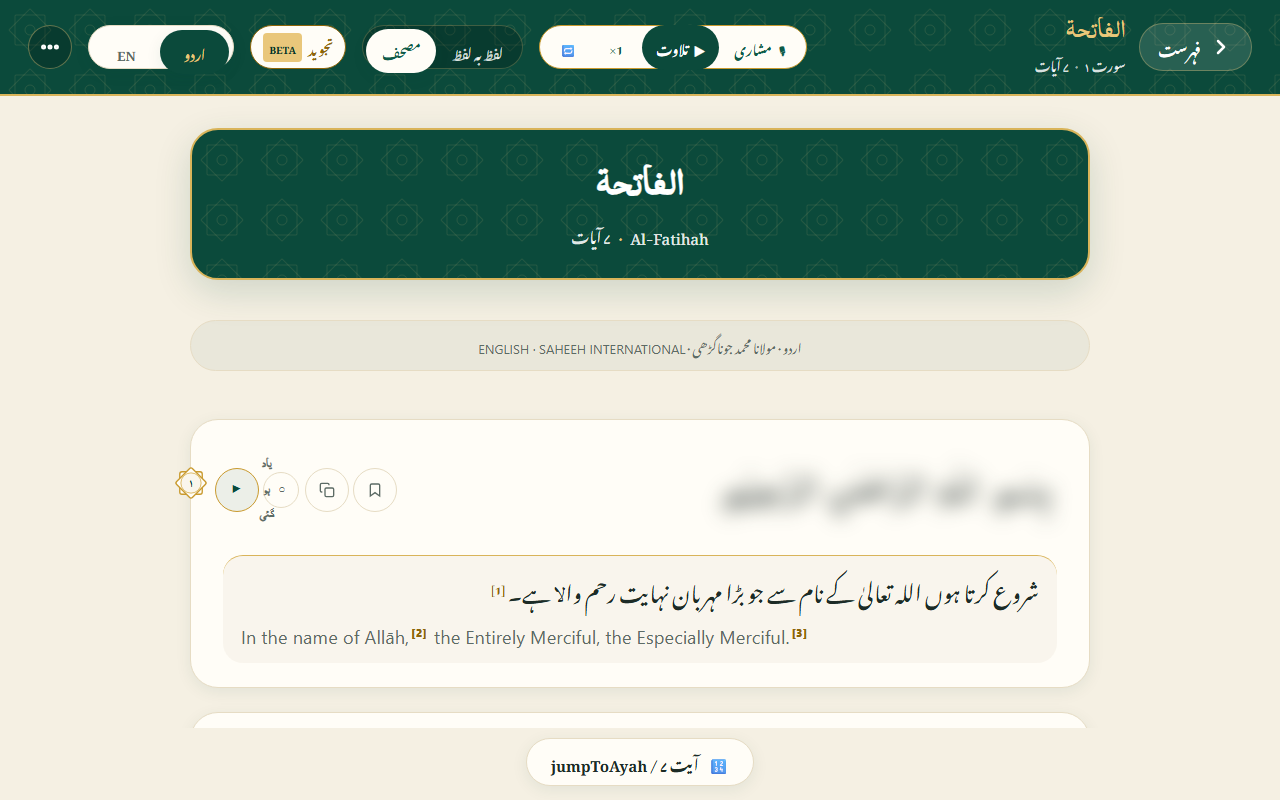 فہرست
الفاتحة
سورت ۱ · ۷ آیات
مشاری
▶ تلاوت
×1
لفظ بہ لفظ
مصحف
تجوید BETA
اردو
EN
الفاتحة
Al-Fatihah · ۷ آیات
اردو · مولانا محمد جوناگڑھی · ENGLISH · SAHEEH INTERNATIONAL
۱
یاد
ہو
گئی
شروع کرتا ہوں اللہ تعالیٰ کے نام سے جو بڑا مہربان نہایت رحم والا ہے۔ [1]
In the name of Allāh,[2] the Entirely Merciful, the Especially Merciful.[3]
آیت ۷ / jumpToAyah